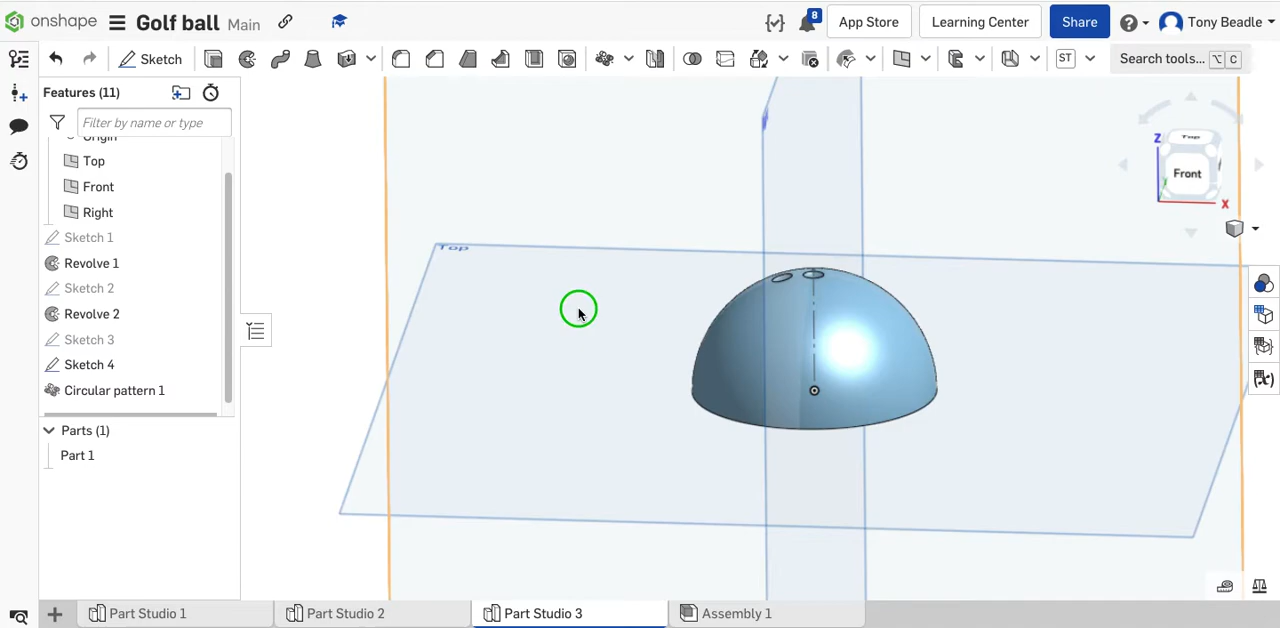 onshape Golf ball Main 8 App Store Learning Center Share Tony Beadle
Sketch ST Search tools... ⌥ C
Features (11)
Filter by name or type
Origin
Top
Front
Right
Sketch 1
Revolve 1
Sketch 2
Revolve 2
Sketch 3
Sketch 4
Circular pattern 1
Parts (1)
Part 1
Top
Z
Top
Front
X
Part Studio 1 Part Studio 2 Part Studio 3 Assembly 1